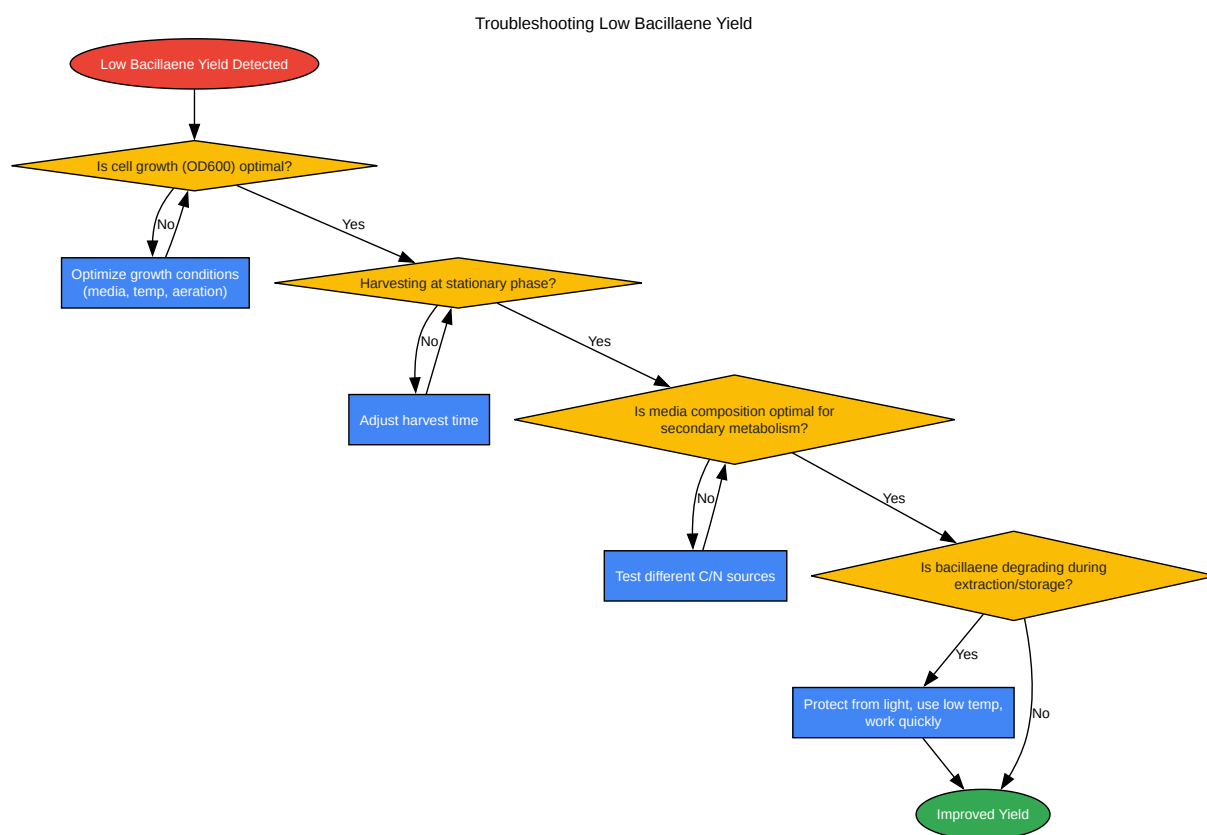 Troubleshooting Low Bacillaene Yield
Low Bacillaene Yield Detected
Is cell growth (OD600) optimal?
No
Yes
Optimize growth conditions
(media, temp, aeration)
Harvesting at stationary phase?
No
Yes
Adjust harvest time
Is media composition optimal for
secondary metabolism?
No
Yes
Test different C/N sources
Is bacillaene degrading during
extraction/storage?
Yes
No
Protect from light, use low temp,
work quickly
Improved Yield